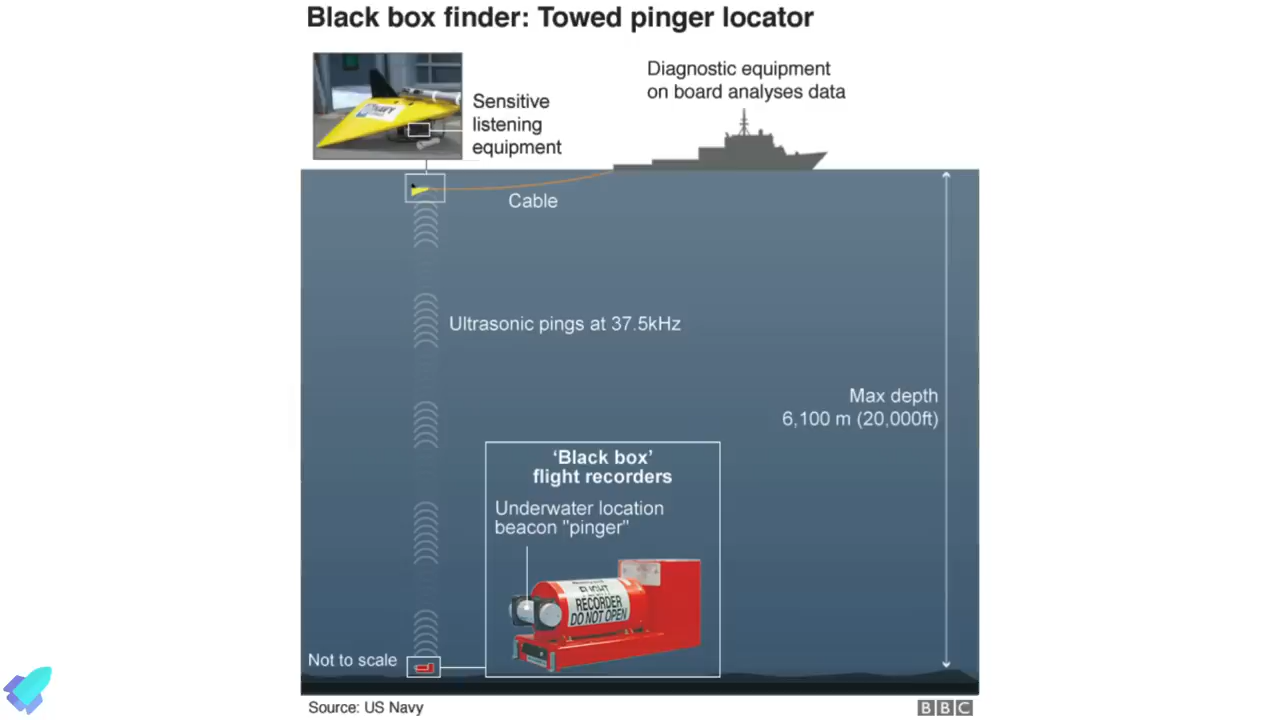 Black box finder: Towed pinger locator
Diagnostic equipment
on board analyses data
Sensitive
listening
equipment
NAVY
Cable
Ultrasonic pings at 37.5kHz
Max depth
6,100 m (20,000ft)
'Black box'
flight recorders
Underwater location
beacon "pinger"
FLIGHT
RECORDER
DO NOT OPEN
Not to scale
Source: US Navy
BBC